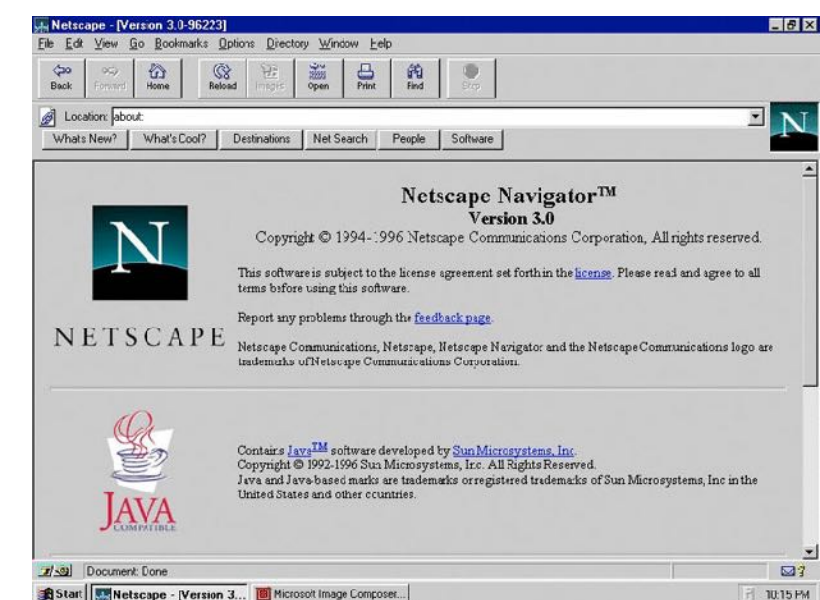 Netscape - [Version 3.0-96223]
File Edit View Go Bookmarks Options Directory Window Help
Back Forward Home Reload Images Open Print Find Stop
Location: about:
N
Whats New? What's Cool? Destinations Net Search People Software
Netscape Navigator™
Version 3.0
Copyright © 1994-1996 Netscape Communications Corporation, All rights reserved.
N
This software is subject to the license agreement set forth in the license. Please read and agree to all
terms before using this software.
Report any problems through the feedback page.
NETSCAPE
Netscape Communications, Netscape, Netscape Navigator and the Netscape Communications logo are
trademarks of Netscape Communications Corporation.
Contains Java™ software developed by Sun Microsystems, Inc.
Copyright © 1992-1996 Sun Microsystems, Inc. All Rights Reserved.
Java and Java-based marks are trademarks or registered trademarks of Sun Microsystems, Inc in the
United States and other countries.
JAVA
COMPATIBLE
Document: Done
Start Netscape - [Version 3... Microsoft Image Composer... 10:15 PM